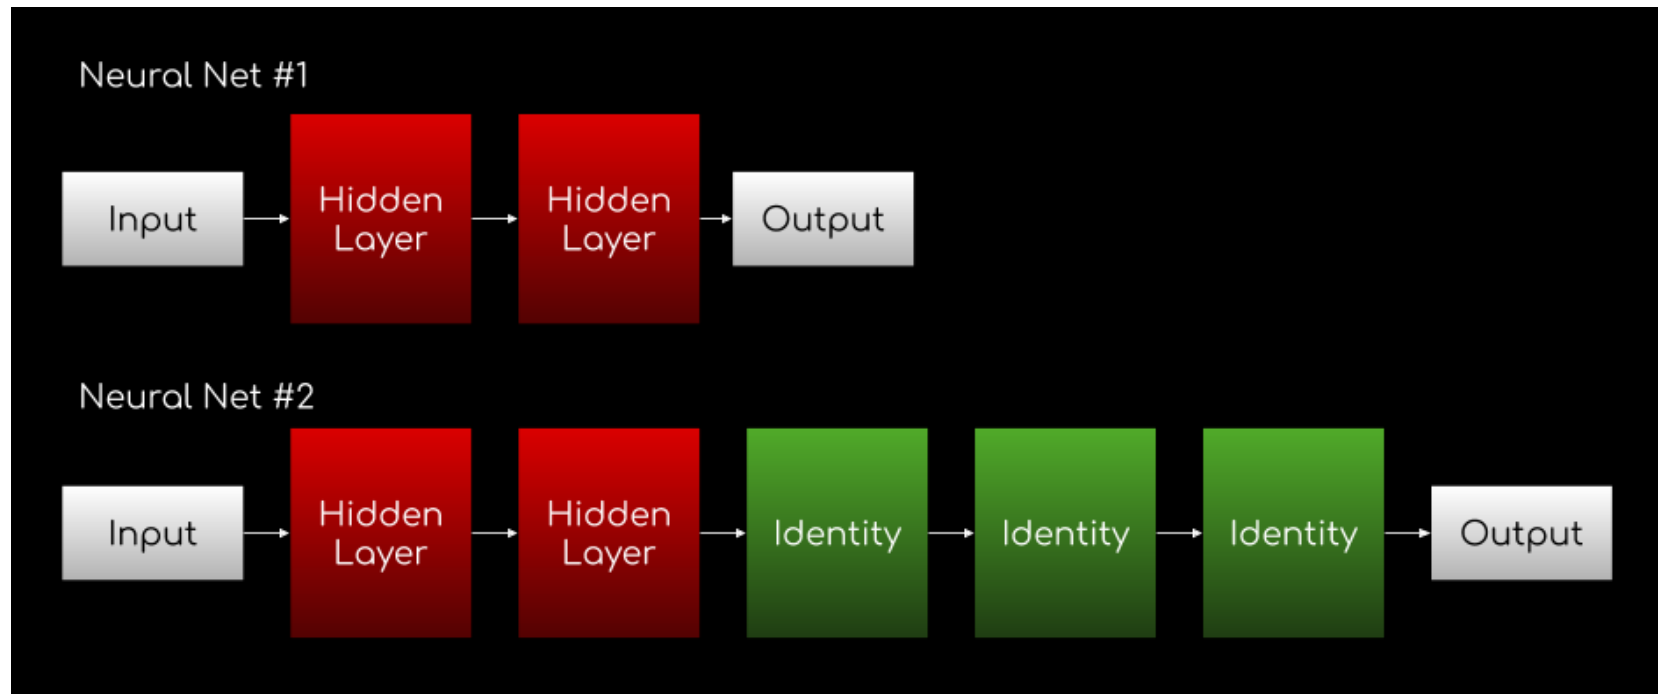 Neural Net #1
Input
Hidden
Layer
Hidden
Layer
Output
Neural Net #2
Input
Hidden
Layer
Hidden
Layer
Identity
Identity
Identity
Output